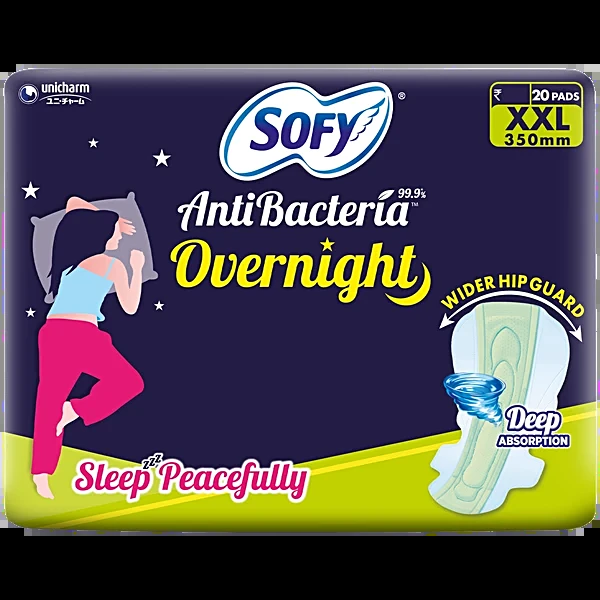 unicharm
ユニ・チャーム
SOFY®
₹ 20 PADS
XXL
350mm
AntiBacteria 99.9%™
Overnight
WIDER HIP GUARD
Deep
ABSORPTION
zzz
Sleep Peacefully